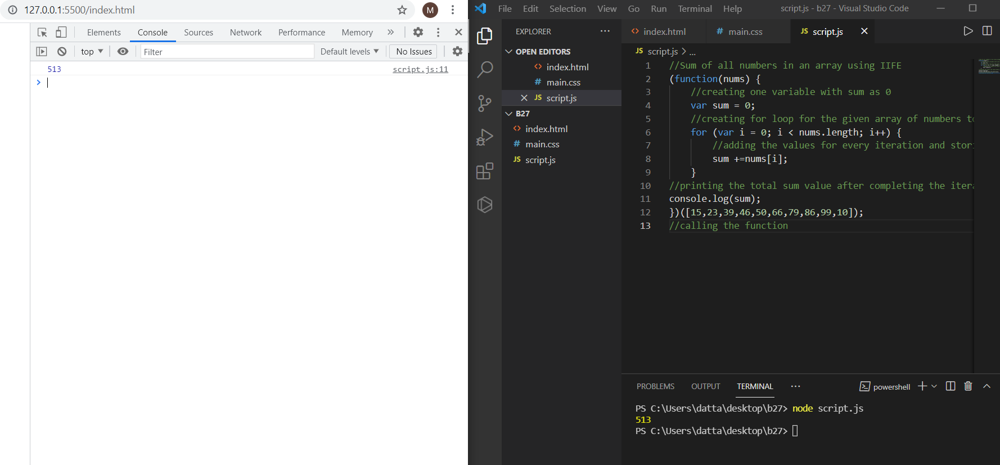 127.0.0.1:5500/index.html
M
Elements Console Sources Network Performance Memory
top Filter Default levels No Issues
513 script.js:11
File Edit Selection View Go Run Terminal Help script.js - b27 - Visual Studio Code
EXPLORER
OPEN EDITORS
index.html
main.css
JS script.js
B27
index.html
main.css
JS script.js
index.html # main.css JS script.js
JS script.js > ...
1 //Sum of all numbers in an array using IIFE
2 (function(nums) {
3 //creating one variable with sum as 0
4 var sum = 0;
5 //creating for loop for the given array of numbers to
6 for (var i = 0; i < nums.length; i++) {
7 //adding the values for every iteration and stor
8 sum +=nums[i];
9 }
10 //printing the total sum value after completing the iter
11 console.log(sum);
12 })([15,23,39,46,50,66,79,86,99,10]);
13 //calling the function
PROBLEMS OUTPUT TERMINAL powershell
PS C:\Users\datta\desktop\b27> node script.js
513
PS C:\Users\datta\desktop\b27>